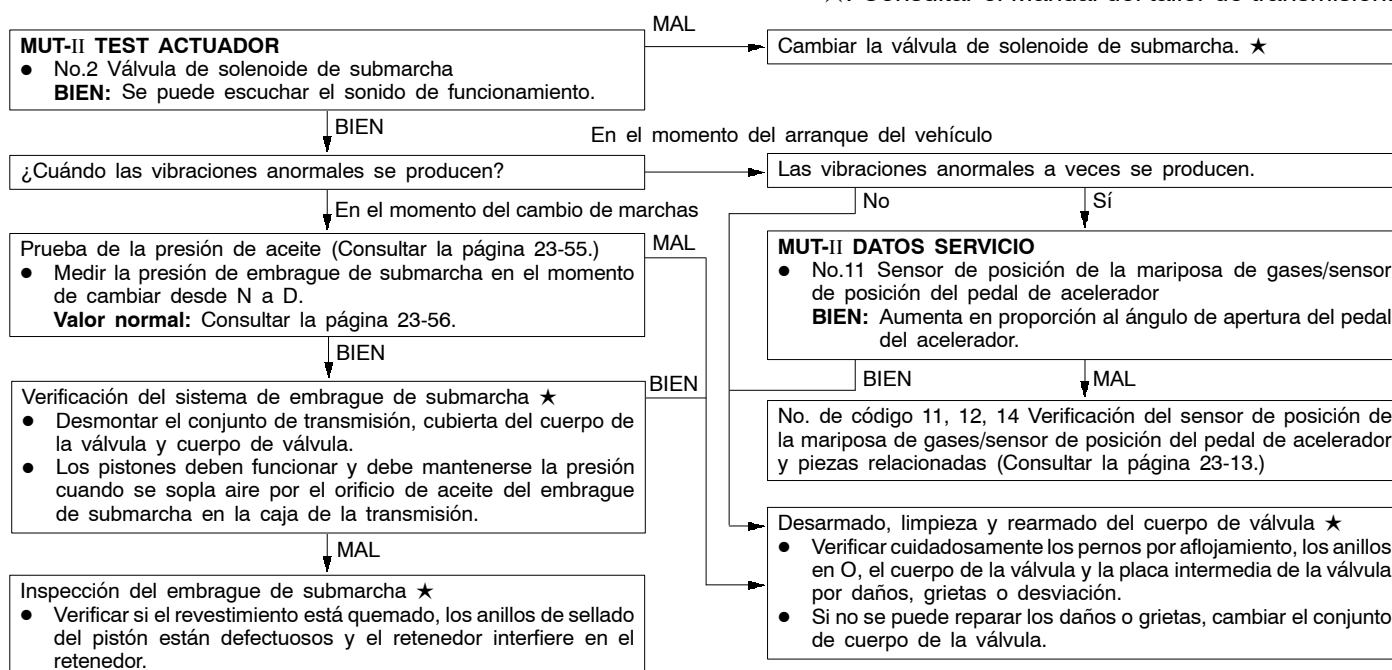 MAL
MUT-II TEST ACTUADOR
● No.2 Válvula de solenoide de submarcha
BIEN: Se puede escuchar el sonido de funcionamiento.
Cambiar la válvula de solenoide de submarcha. ★
BIEN
En el momento del arranque del vehículo
¿Cuándo las vibraciones anormales se producen?
Las vibraciones anormales a veces se producen.
En el momento del cambio de marchas
No
Sí
Prueba de la presión de aceite (Consultar la página 23-55.)
● Medir la presión de embrague de submarcha en el momento
de cambiar desde N a D.
Valor normal: Consultar la página 23-56.
MAL
MUT-II DATOS SERVICIO
● No.11 Sensor de posición de la mariposa de gases/sensor
de posición del pedal de acelerador
BIEN: Aumenta en proporción al ángulo de apertura del pedal
del acelerador.
BIEN
BIEN
MAL
Verificación del sistema de embrague de submarcha ★
● Desmontar el conjunto de transmisión, cubierta del cuerpo de
la válvula y cuerpo de válvula.
● Los pistones deben funcionar y debe mantenerse la presión
cuando se sopla aire por el orificio de aceite del embrague
de submarcha en la caja de la transmisión.
BIEN
No. de código 11, 12, 14 Verificación del sensor de posición de
la mariposa de gases/sensor de posición del pedal de acelerador
y piezas relacionadas (Consultar la página 23-13.)
MAL
Desarmado, limpieza y rearmado del cuerpo de válvula ★
● Verificar cuidadosamente los pernos por aflojamiento, los anillos
en O, el cuerpo de la válvula y la placa intermedia de la válvula
por daños, grietas o desviación.
● Si no se puede reparar los daños o grietas, cambiar el conjunto
de cuerpo de la válvula.
Inspección del embrague de submarcha ★
● Verificar si el revestimiento está quemado, los anillos de sellado
del pistón están defectuosos y el retenedor interfiere en el
retenedor.